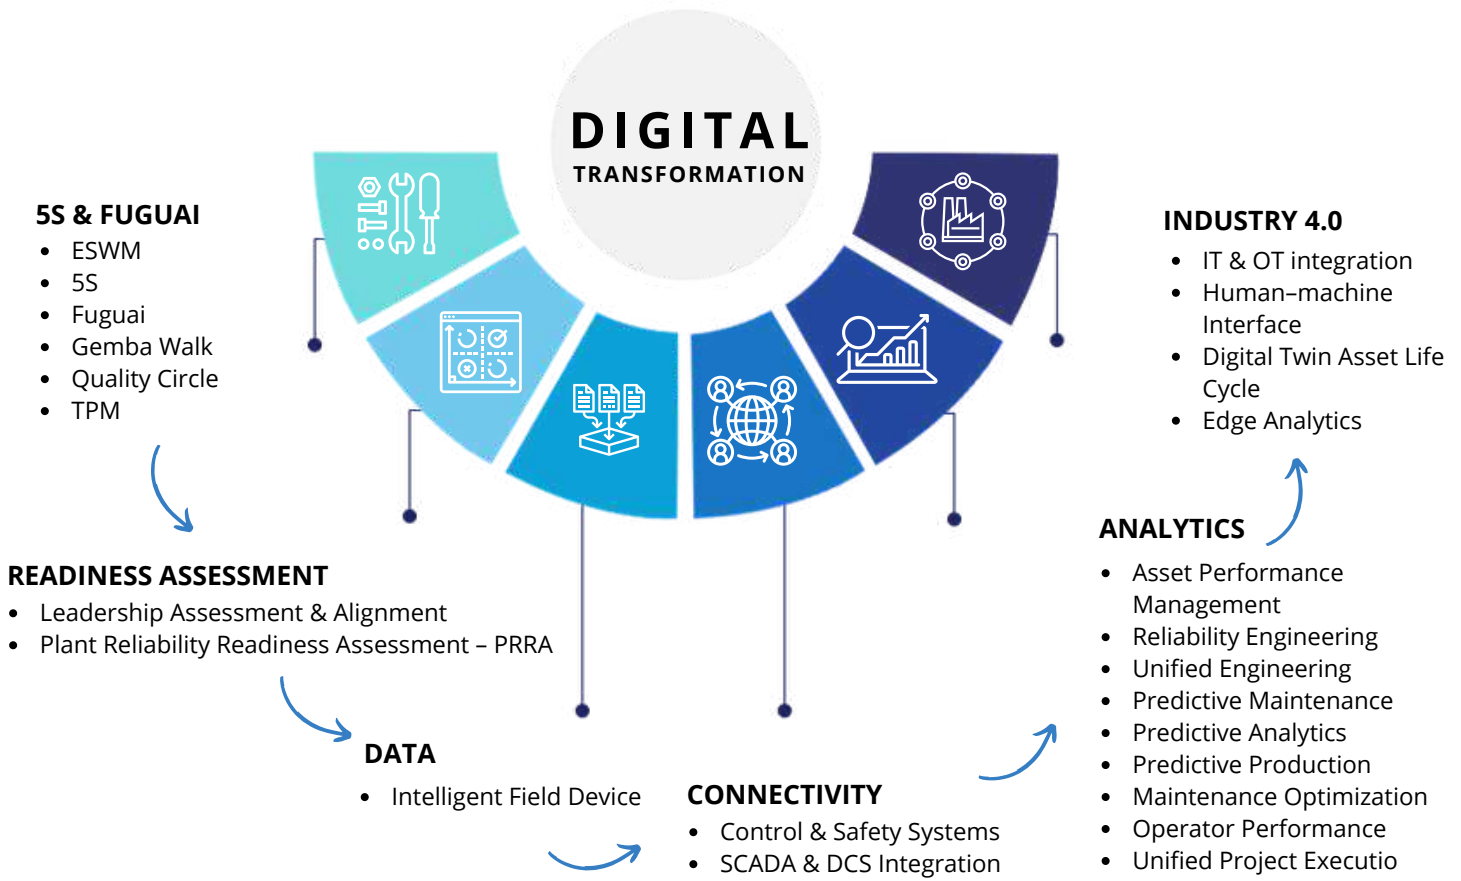 DIGITAL
TRANSFORMATION
5S & FUGUAI
• ESWM
• 5S
• Fuguai
• Gemba Walk
• Quality Circle
• TPM
READINESS ASSESSMENT
• Leadership Assessment & Alignment
• Plant Reliability Readiness Assessment – PRRA
DATA
• Intelligent Field Device
CONNECTIVITY
• Control & Safety Systems
• SCADA & DCS Integration
ANALYTICS
• Asset Performance
Management
• Reliability Engineering
• Unified Engineering
• Predictive Maintenance
• Predictive Analytics
• Predictive Production
• Maintenance Optimization
• Operator Performance
• Unified Project Executio
INDUSTRY 4.0
• IT & OT integration
• Human–machine
Interface
• Digital Twin Asset Life
Cycle
• Edge Analytics